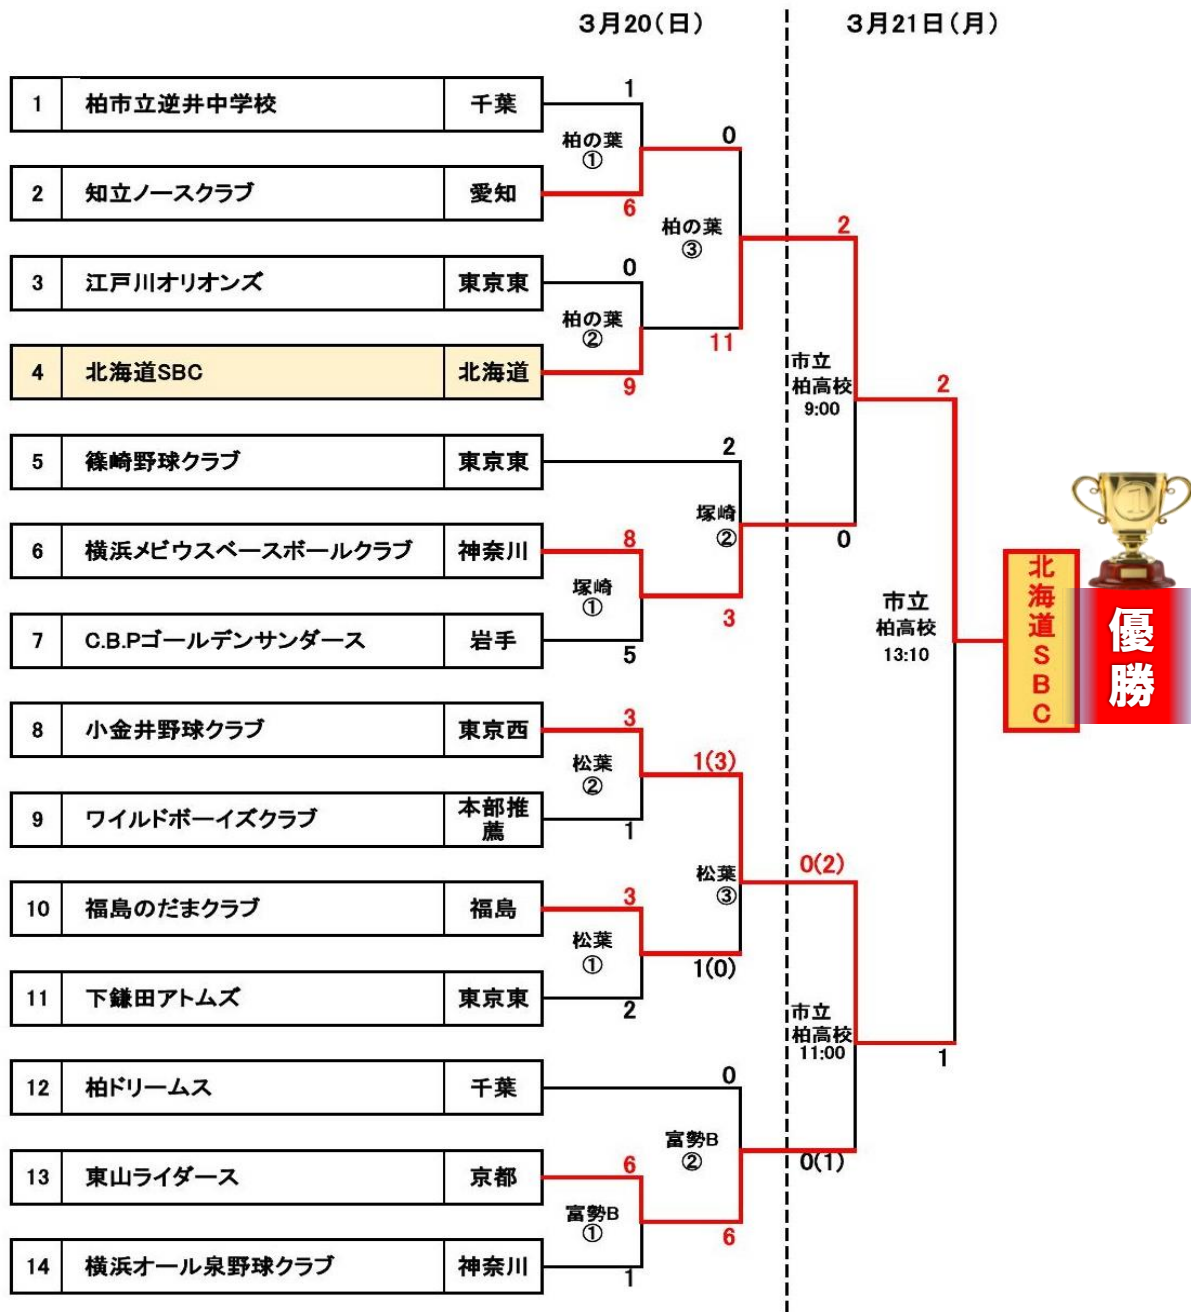 3月20(日)
3月21日(月)
1 柏市立逆井中学校 千葉
1
柏の葉
①
0
2 知立ノースクラブ 愛知
6
柏の葉
③
2
3 江戸川オリオンズ 東京東
0
柏の葉
②
11
4 北海道SBC 北海道
9
市立
柏高校
9:00
2
5 篠崎野球クラブ 東京東
2
塚崎
②
0
6 横浜メビウスベースボールクラブ 神奈川
8
塚崎
①
3
7 C.B.Pゴールデンサンダース 岩手
5
市立
柏高校
13:10
北海道SBC
優勝
8 小金井野球クラブ 東京西
3
松葉
②
1(3)
9 ワイルドボーイズクラブ 本部推
薦
1
松葉
③
0(2)
10 福島のだまクラブ 福島
3
松葉
①
1(0)
11 下鎌田アトムズ 東京東
2
市立
柏高校
11:00
1
12 柏ドリームス 千葉
0
富勢B
②
0(1)
13 東山ライダース 京都
6
富勢B
①
6
14 横浜オール泉野球クラブ 神奈川
1